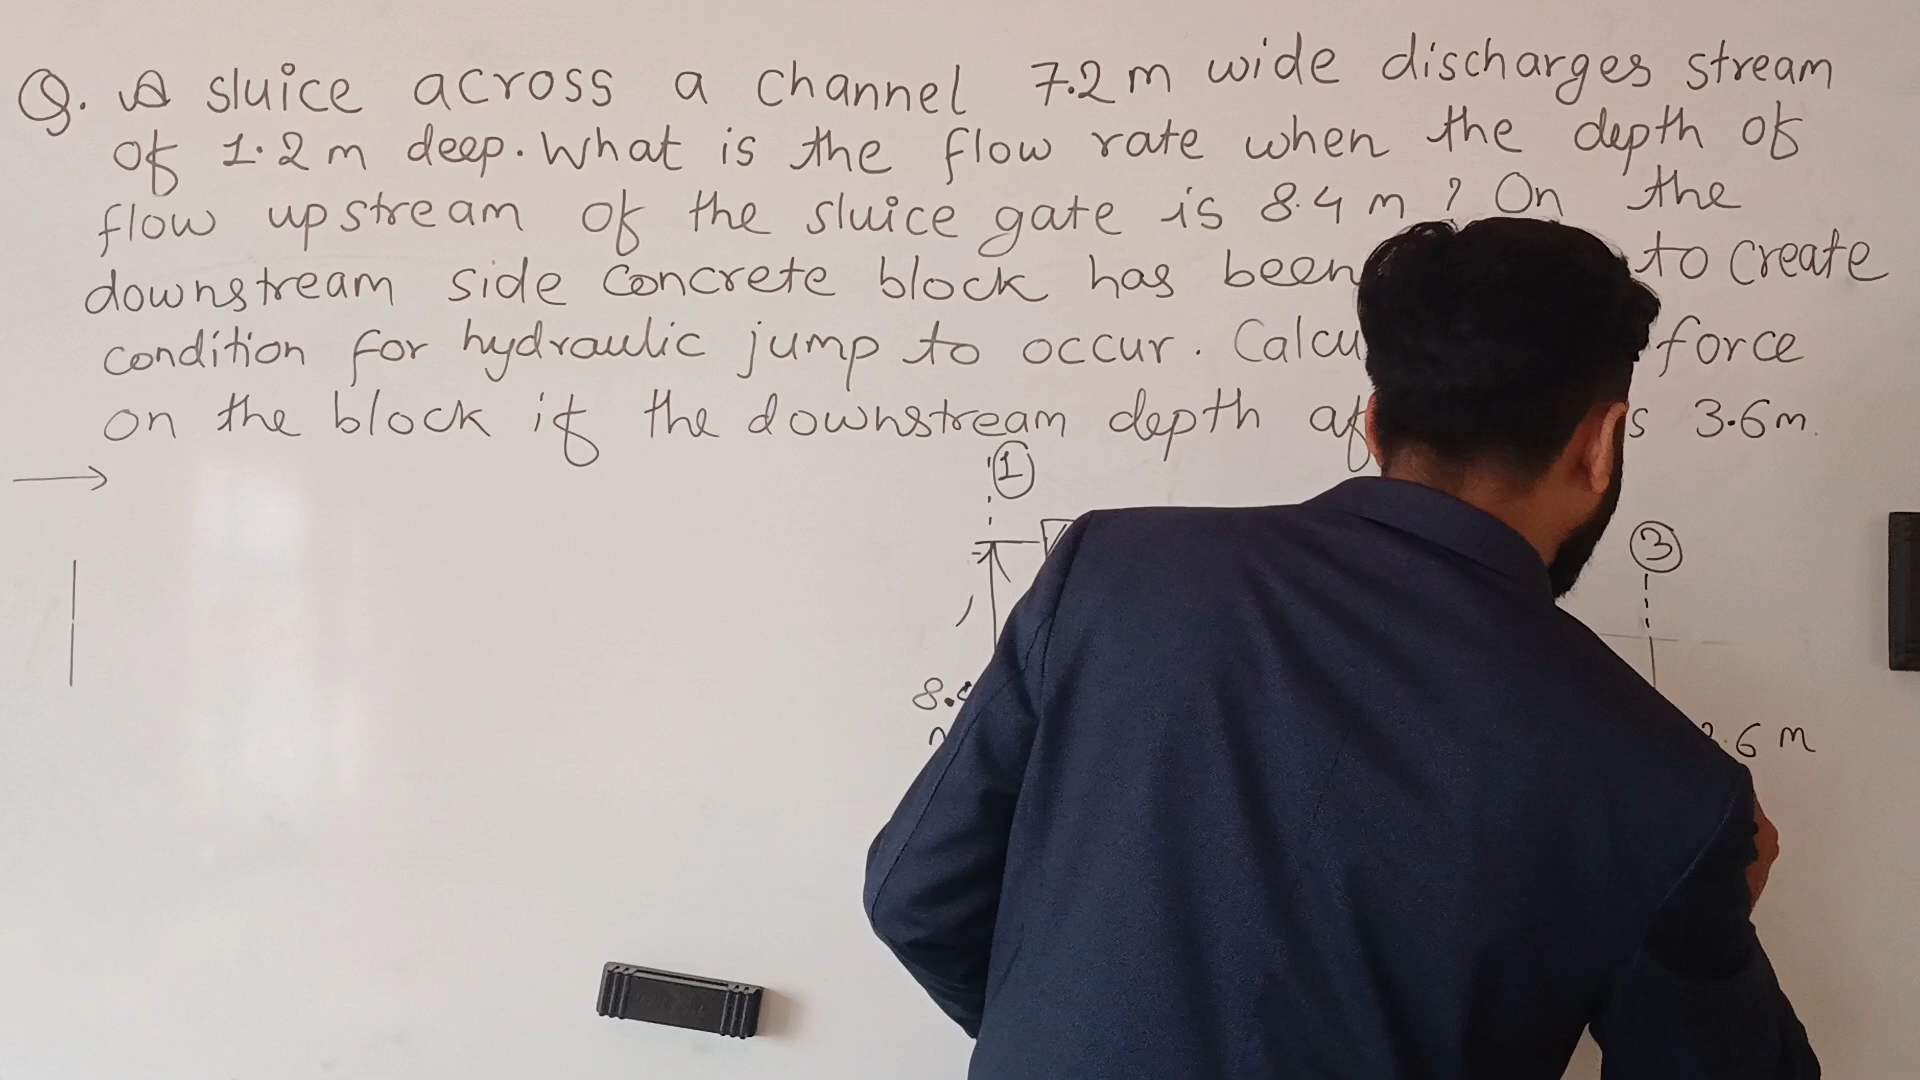 Q. A sluice across a channel 7.2 m wide discharges stream
of 1.2 m deep. What is the flow rate when the depth of
flow upstream of the sluice gate is 8.4 m ? On the
downstream side concrete block has been to create
condition for hydraulic jump to occur. force
on the block if the downstream depth 3.6 m.
1
3
m